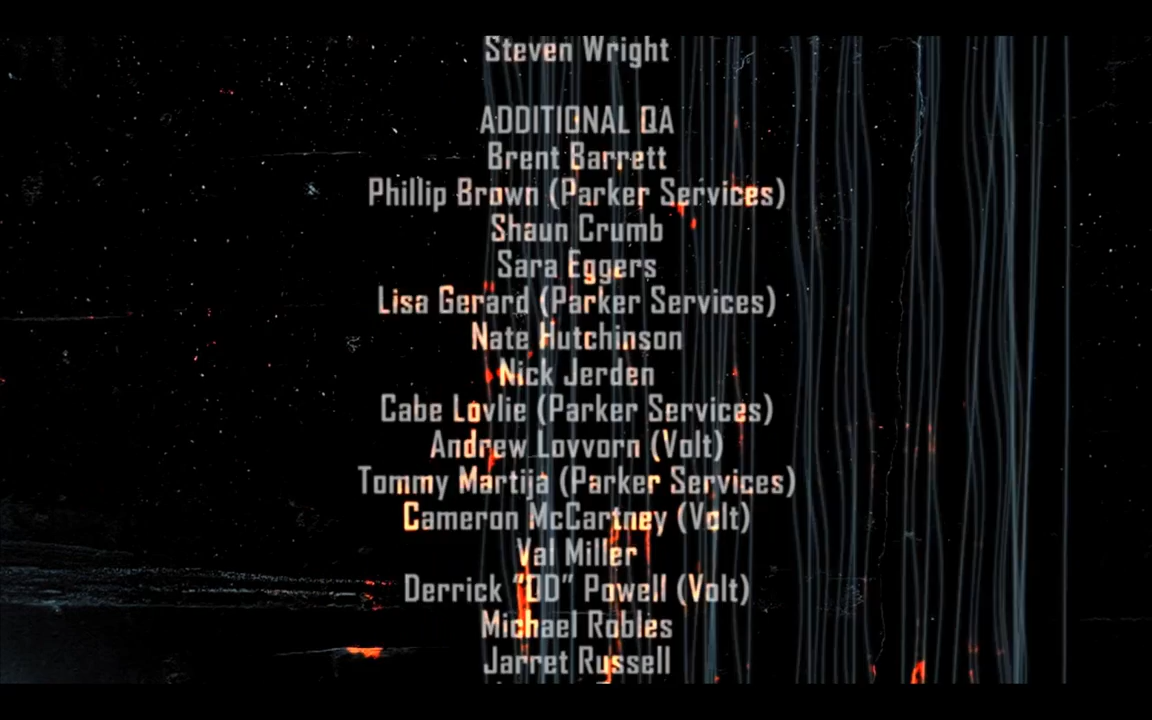 Steven Wright
ADDITIONAL QA
Brent Barrett
Phillip Brown (Parker Services)
Shaun Crumb
Sara Eggers
Lisa Gerard (Parker Services)
Nate Hutchinson
Nick Jerden
Cabe Lovlie (Parker Services)
Andrew Lovvorn (Volt)
Tommy Martija (Parker Services)
Cameron McCartney (Volt)
Val Miller
Derrick "OD" Powell (Volt)
Michael Robles
Jarret Russell